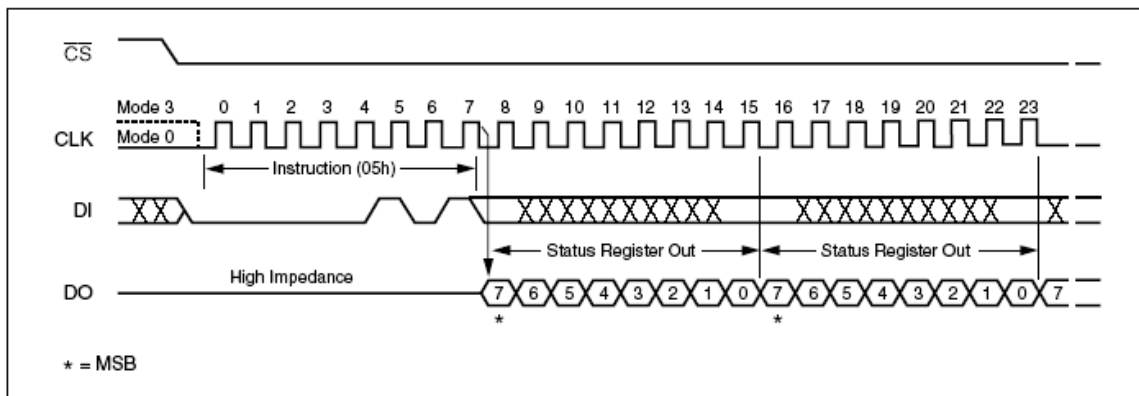 CS
Mode 3 0 1 2 3 4 5 6 7 8 9 10 11 12 13 14 15 16 17 18 19 20 21 22 23
CLK Mode 0
Instruction (05h)
DI
Status Register Out Status Register Out
High Impedance
DO 7 6 5 4 3 2 1 0 7 6 5 4 3 2 1 0 7
* *
* = MSB